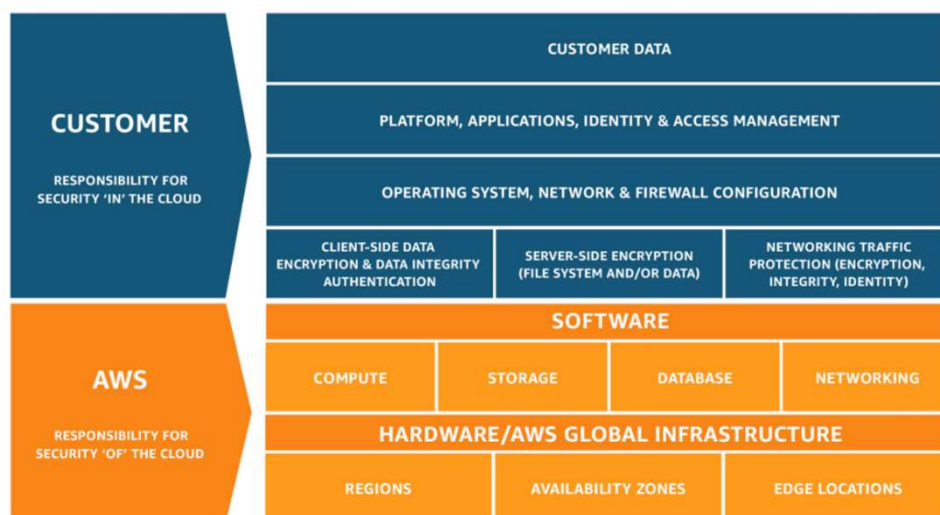 CUSTOMER
RESPONSIBILITY FOR
SECURITY ‘IN’ THE CLOUD
CUSTOMER DATA
PLATFORM, APPLICATIONS, IDENTITY & ACCESS MANAGEMENT
OPERATING SYSTEM, NETWORK & FIREWALL CONFIGURATION
CLIENT-SIDE DATA
ENCRYPTION & DATA INTEGRITY
AUTHENTICATION
SERVER-SIDE ENCRYPTION
(FILE SYSTEM AND/OR DATA)
NETWORKING TRAFFIC
PROTECTION (ENCRYPTION,
INTEGRITY, IDENTITY)
AWS
RESPONSIBILITY FOR
SECURITY ‘OF’ THE CLOUD
SOFTWARE
COMPUTE
STORAGE
DATABASE
NETWORKING
HARDWARE/AWS GLOBAL INFRASTRUCTURE
REGIONS
AVAILABILITY ZONES
EDGE LOCATIONS